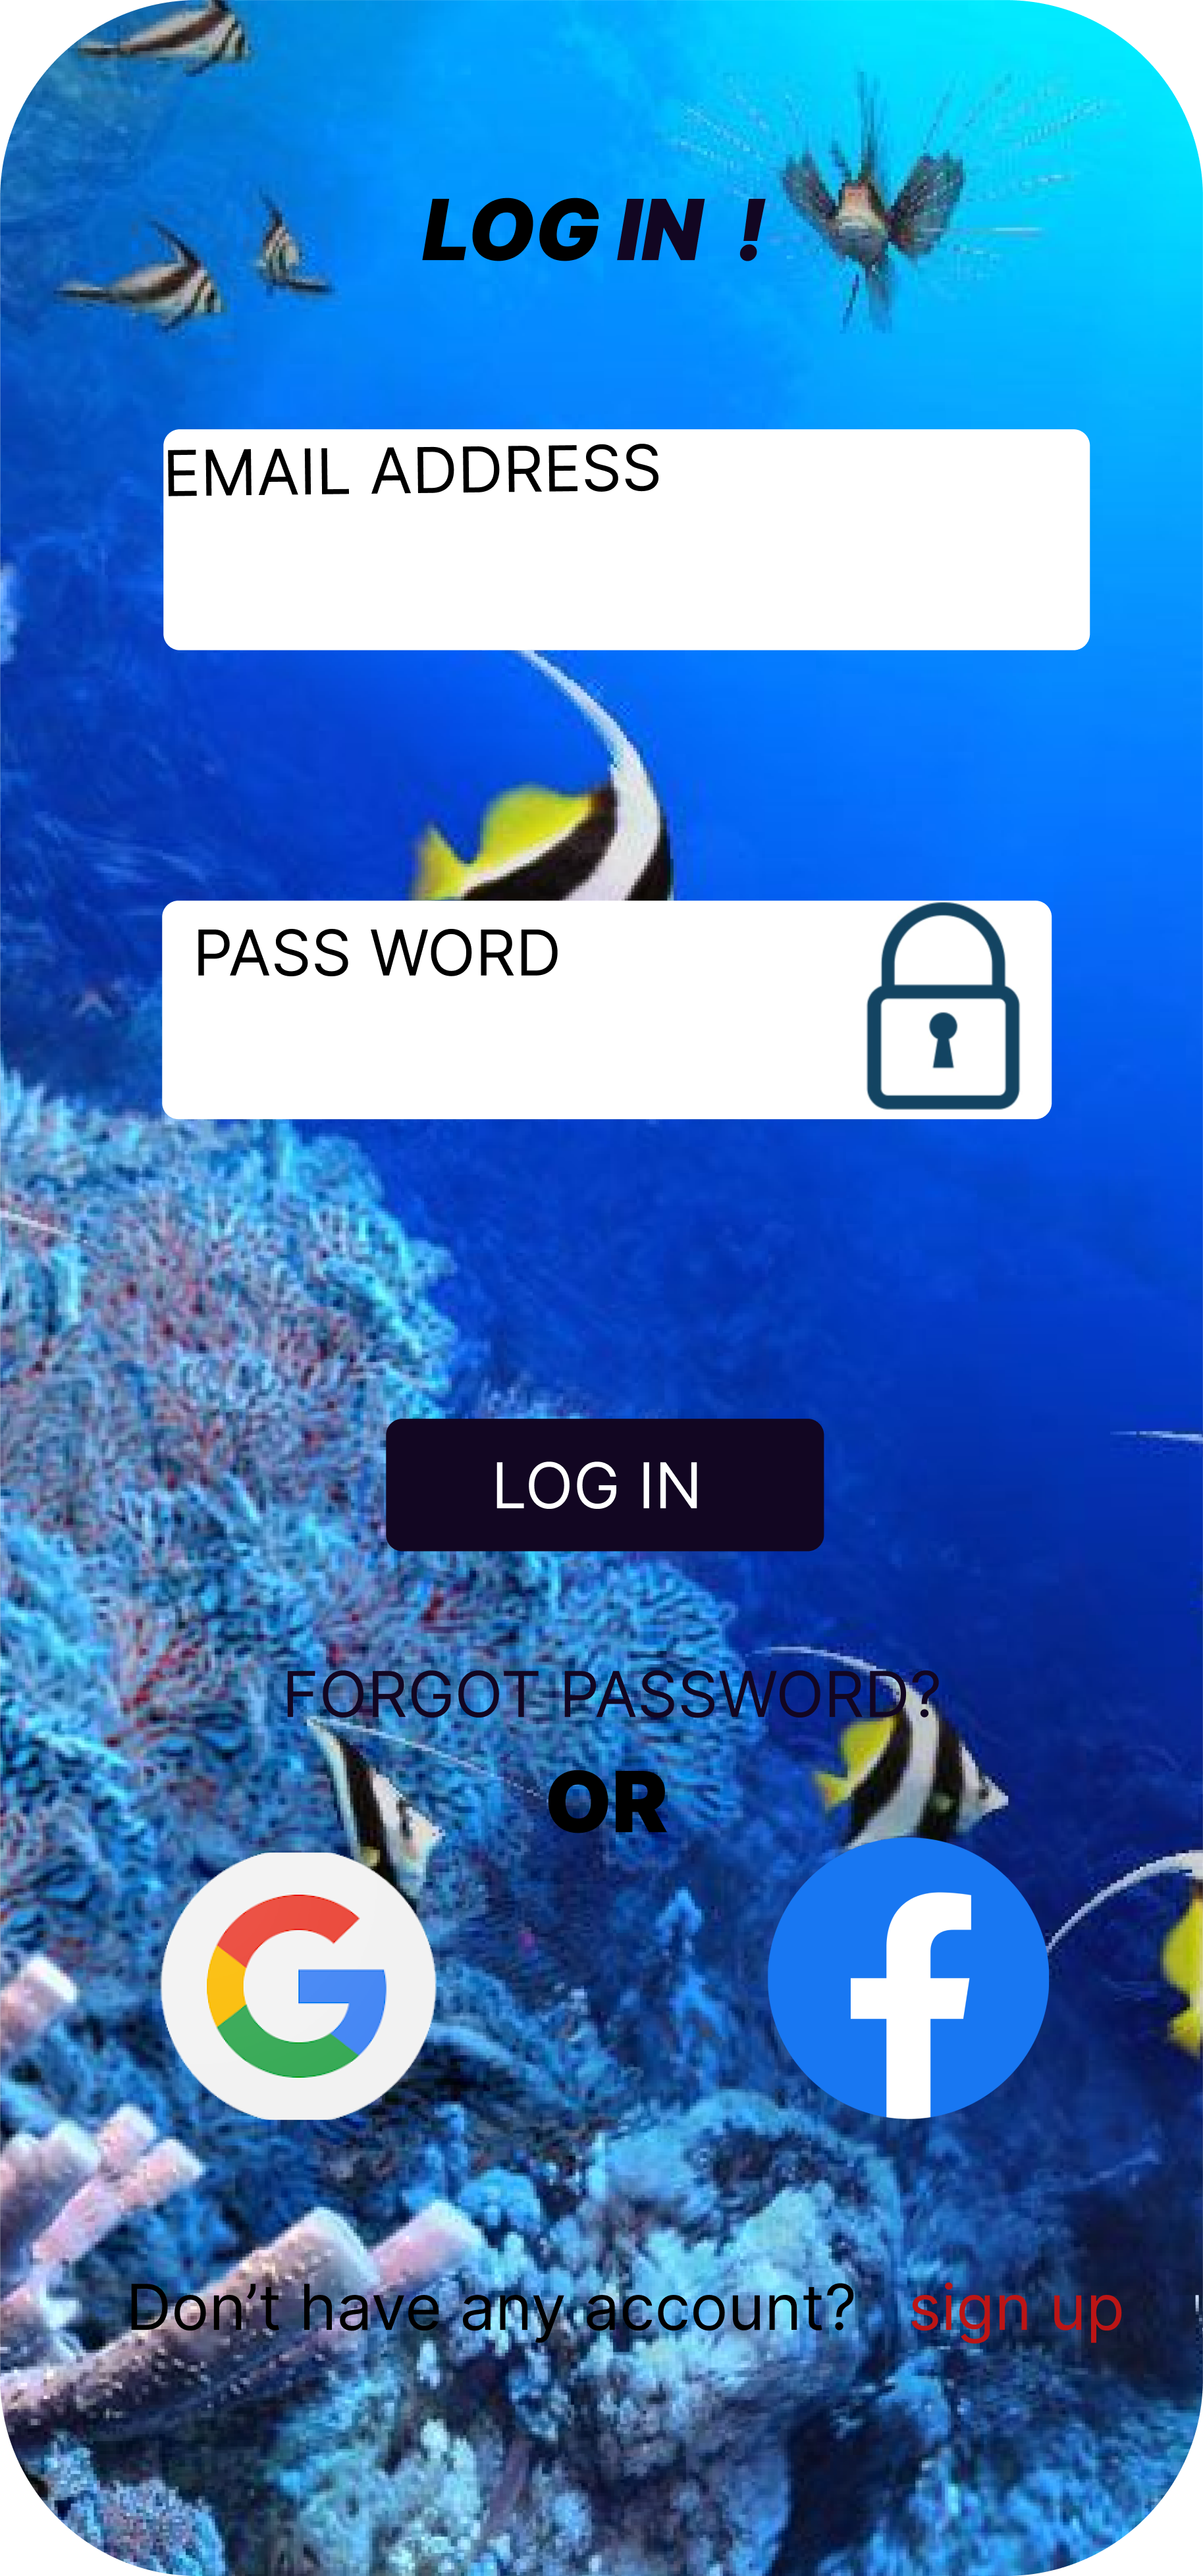 LOG IN !
EMAIL ADDRESS
PASS WORD
LOG IN
FORGOT PASSWORD?
OR
Don’t have any account? sign up